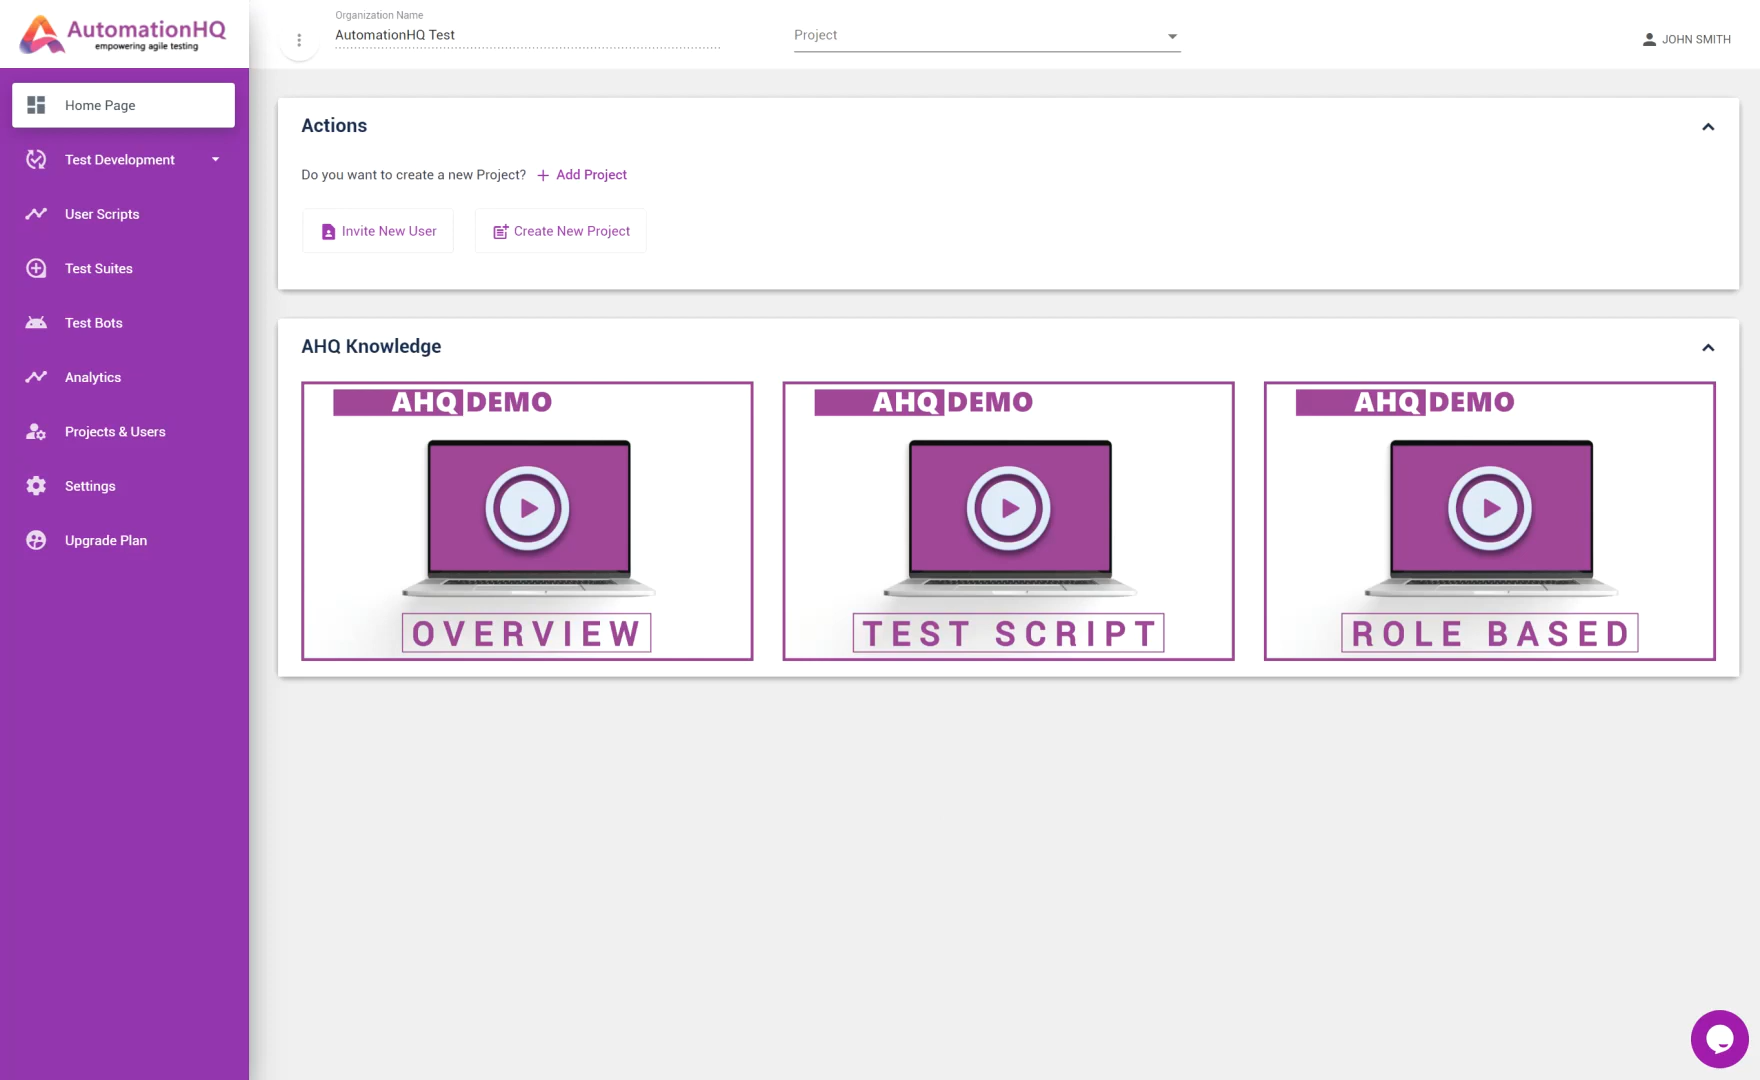 AutomationHQ
empowering agile testing
Organization Name
AutomationHQ Test
Project
JOHN SMITH
Home Page
Test Development
User Scripts
Test Suites
Test Bots
Analytics
Projects & Users
Settings
Upgrade Plan
Actions
Do you want to create a new Project? + Add Project
Invite New User
Create New Project
AHQ Knowledge
AHQ DEMO
OVERVIEW
AHQ DEMO
TEST SCRIPT
AHQ DEMO
ROLE BASED